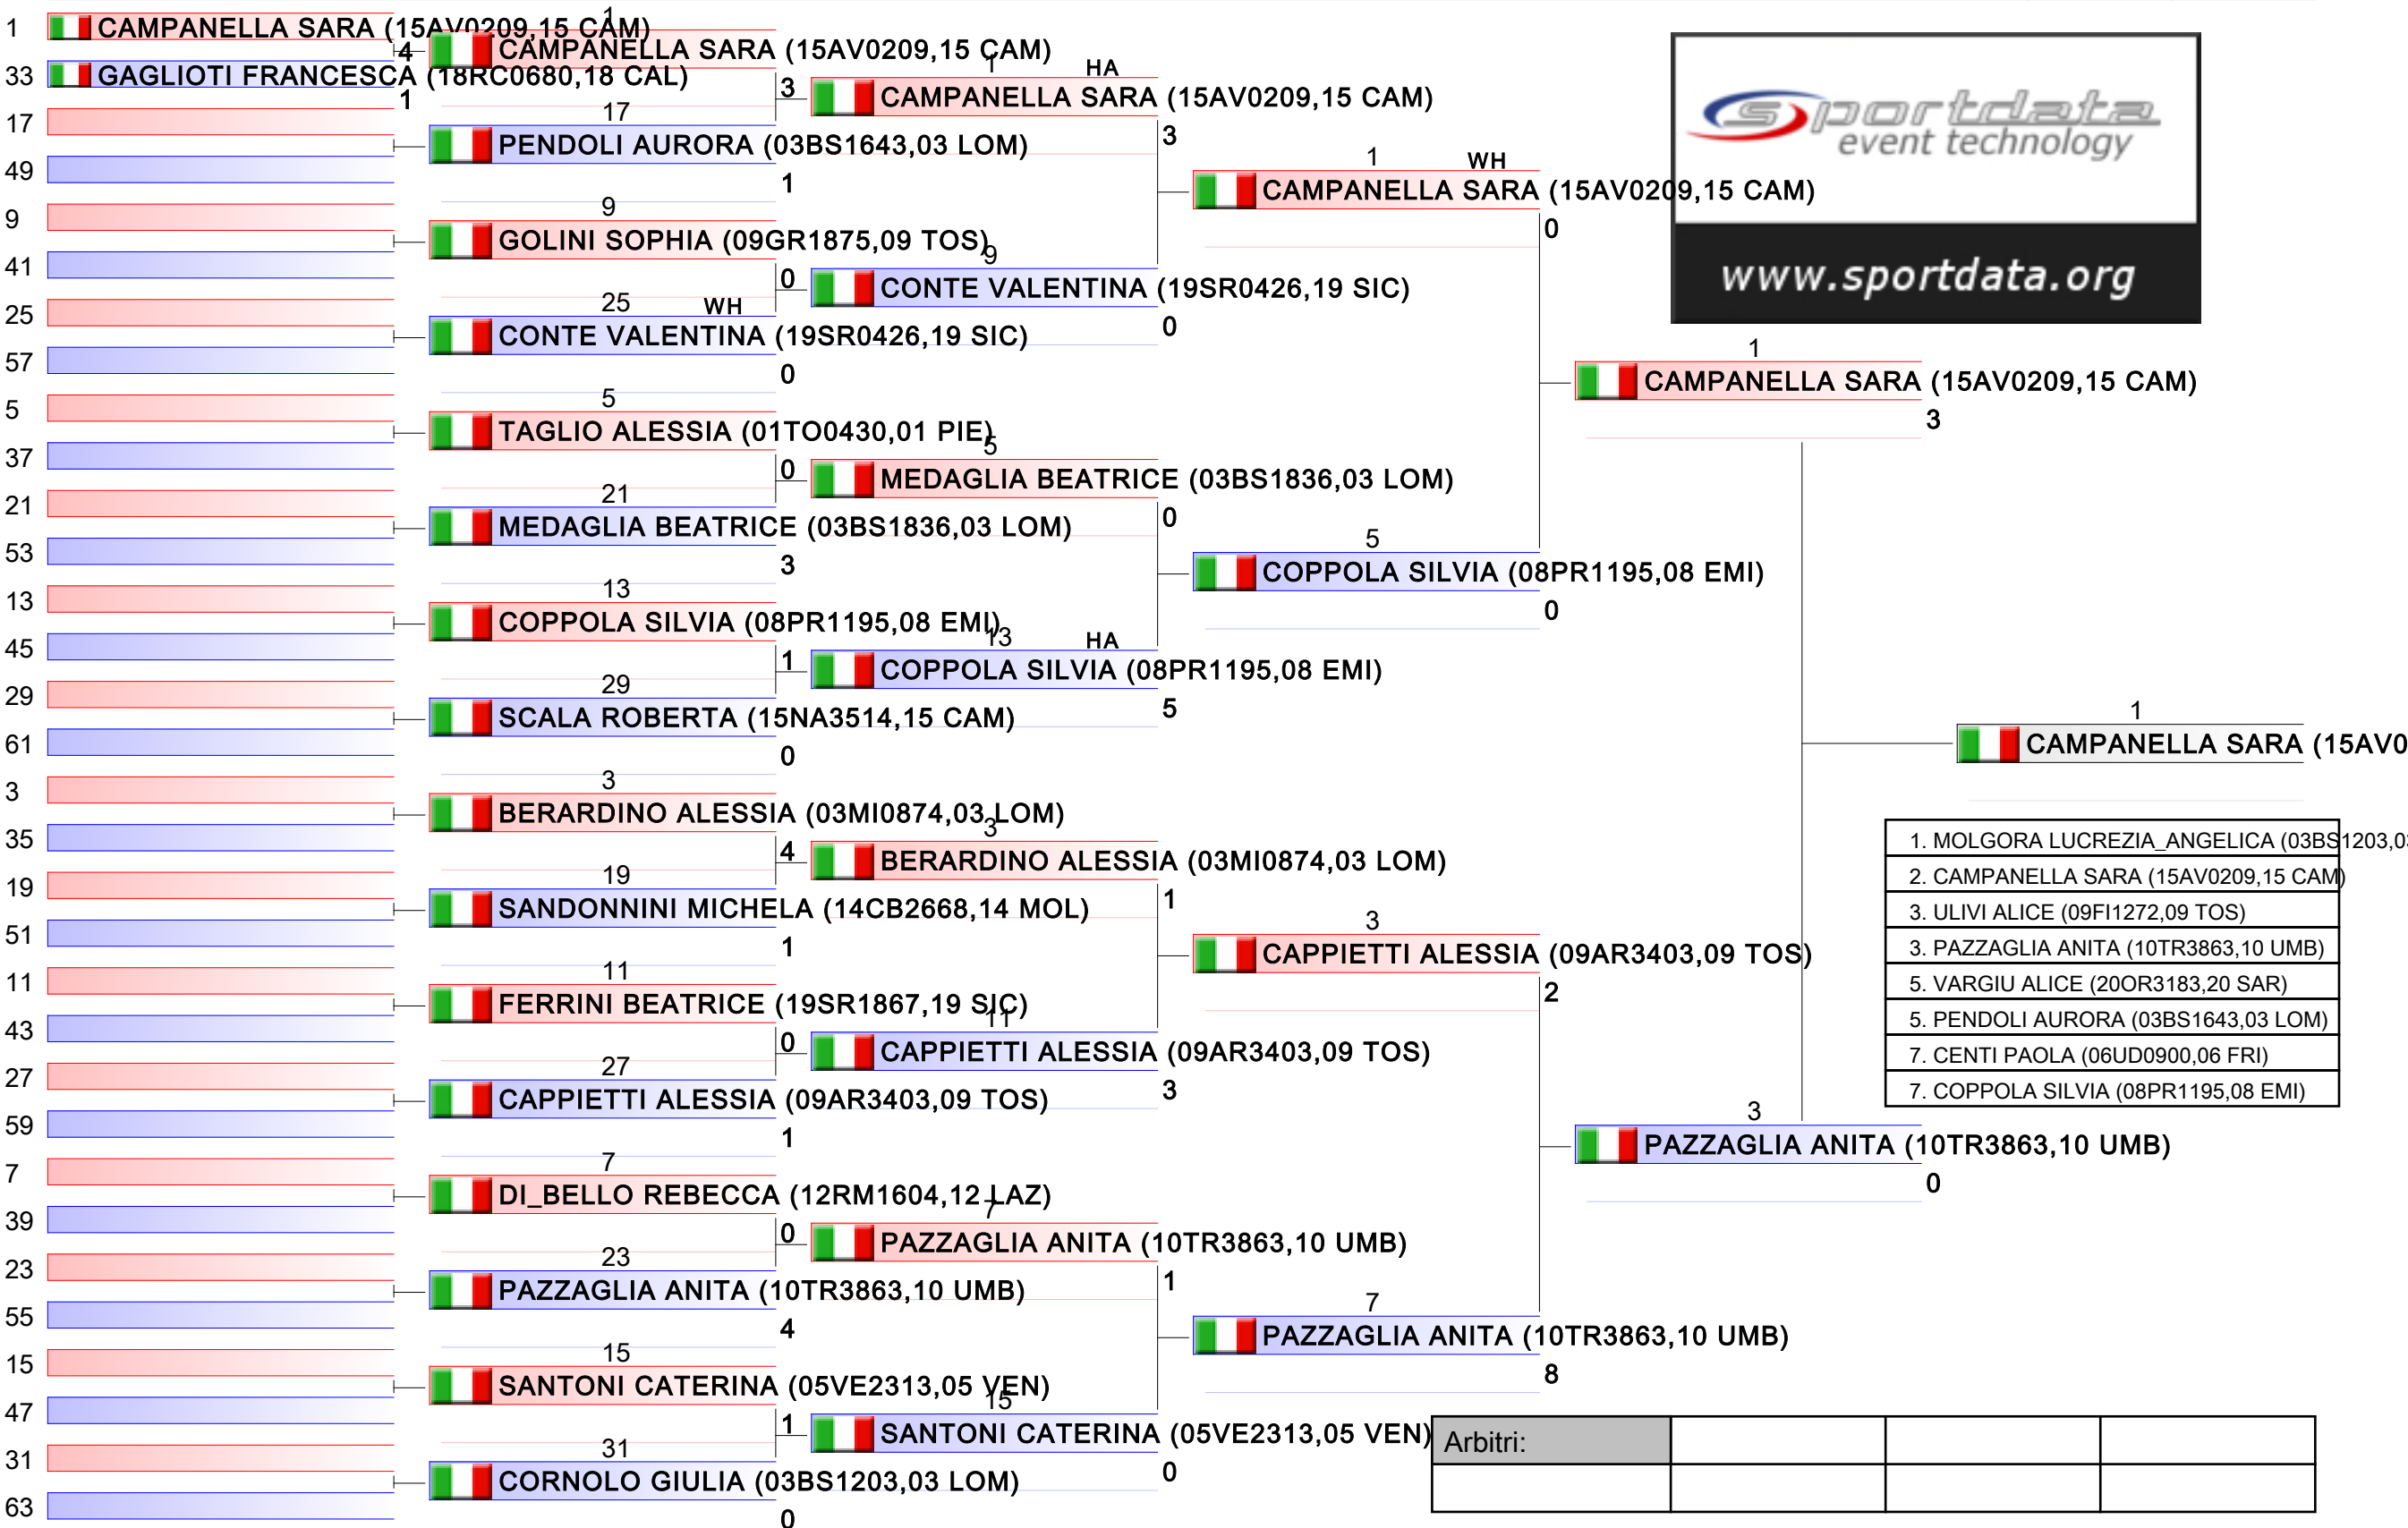 1 CAMPANELLA SARA (15AV0209,15 CAM)
4
33 GAGLIOTI FRANCESCA (18RC0680,18 CAL)
1
17
49
9
41
25
57
5
37
21
53
13
45
29
61
3
35
19
51
11
43
27
59
7
39
23
55
15
47
31
63
1
CAMPANELLA SARA (15AV0209,15 CAM)
3
17
PENDOLI AURORA (03BS1643,03 LOM)
1
9
GOLINI SOPHIA (09GR1875,09 TOS)
0
25 WH
CONTE VALENTINA (19SR0426,19 SIC)
0
5
TAGLIO ALESSIA (01TO0430,01 PIE)
0
21
MEDAGLIA BEATRICE (03BS1836,03 LOM)
3
13
COPPOLA SILVIA (08PR1195,08 EMI)
1
29
SCALA ROBERTA (15NA3514,15 CAM)
0
3
BERARDINO ALESSIA (03MI0874,03 LOM)
4
19
SANDONNINI MICHELA (14CB2668,14 MOL)
1
11
FERRINI BEATRICE (19SR1867,19 SIC)
0
27
CAPPIETTI ALESSIA (09AR3403,09 TOS)
1
7
DI_BELLO REBECCA (12RM1604,12 LAZ)
0
23
PAZZAGLIA ANITA (10TR3863,10 UMB)
4
15
SANTONI CATERINA (05VE2313,05 VEN)
1
31
CORNOLO GIULIA (03BS1203,03 LOM)
0
1 HA
CAMPANELLA SARA (15AV0209,15 CAM)
3
9
CONTE VALENTINA (19SR0426,19 SIC)
0
5
MEDAGLIA BEATRICE (03BS1836,03 LOM)
0
13 HA
COPPOLA SILVIA (08PR1195,08 EMI)
5
3
BERARDINO ALESSIA (03MI0874,03 LOM)
1
11
CAPPIETTI ALESSIA (09AR3403,09 TOS)
3
7
PAZZAGLIA ANITA (10TR3863,10 UMB)
1
15
SANTONI CATERINA (05VE2313,05 VEN)
0
1 WH
CAMPANELLA SARA (15AV0209,15 CAM)
0
5
COPPOLA SILVIA (08PR1195,08 EMI)
0
3
CAPPIETTI ALESSIA (09AR3403,09 TOS)
2
7
PAZZAGLIA ANITA (10TR3863,10 UMB)
8
sportdata
event technology
www.sportdata.org
1
CAMPANELLA SARA (15AV0209,15 CAM)
3
3
PAZZAGLIA ANITA (10TR3863,10 UMB)
0
1
CAMPANELLA SARA (15AV0
1. MOLGORA LUCREZIA_ANGELICA (03BS1203,03
2. CAMPANELLA SARA (15AV0209,15 CAM)
3. ULIVI ALICE (09FI1272,09 TOS)
3. PAZZAGLIA ANITA (10TR3863,10 UMB)
5. VARGIU ALICE (20OR3183,20 SAR)
5. PENDOLI AURORA (03BS1643,03 LOM)
7. CENTI PAOLA (06UD0900,06 FRI)
7. COPPOLA SILVIA (08PR1195,08 EMI)
Arbitri: